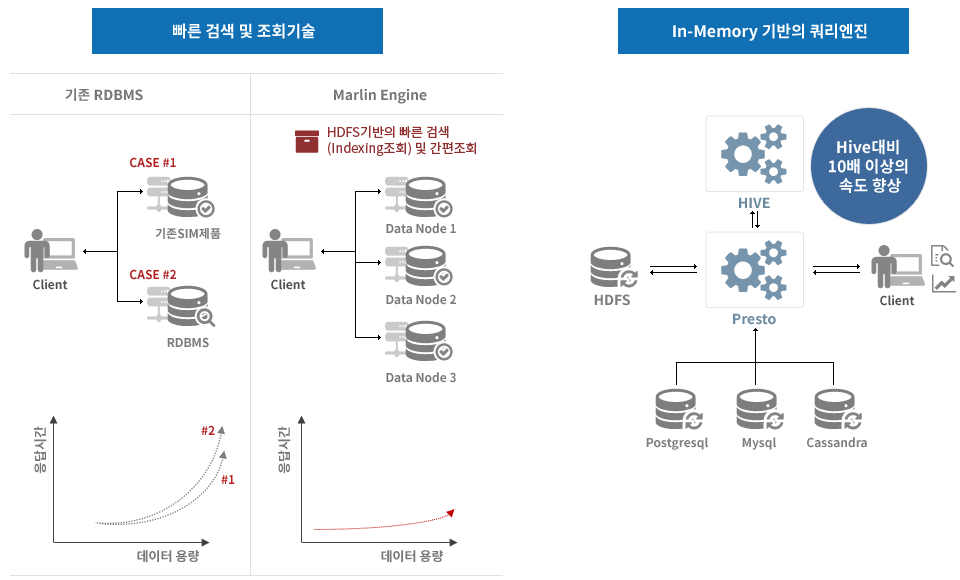 빠른 검색 및 조회기술
기존 RDBMS
Marlin Engine
HDFS기반의 빠른 검색
(Indexing조회) 및 간편조회
CASE #1
기존SIM제품
Client
CASE #2
RDBMS
Client
Data Node 1
Data Node 2
Data Node 3
응답시간
#2
#1
데이터 용량
응답시간
데이터 용량
In-Memory 기반의 쿼리엔진
HIVE
Hive대비
10배 이상의
속도 향상
HDFS
Presto
Client
Postgresql
Mysql
Cassandra